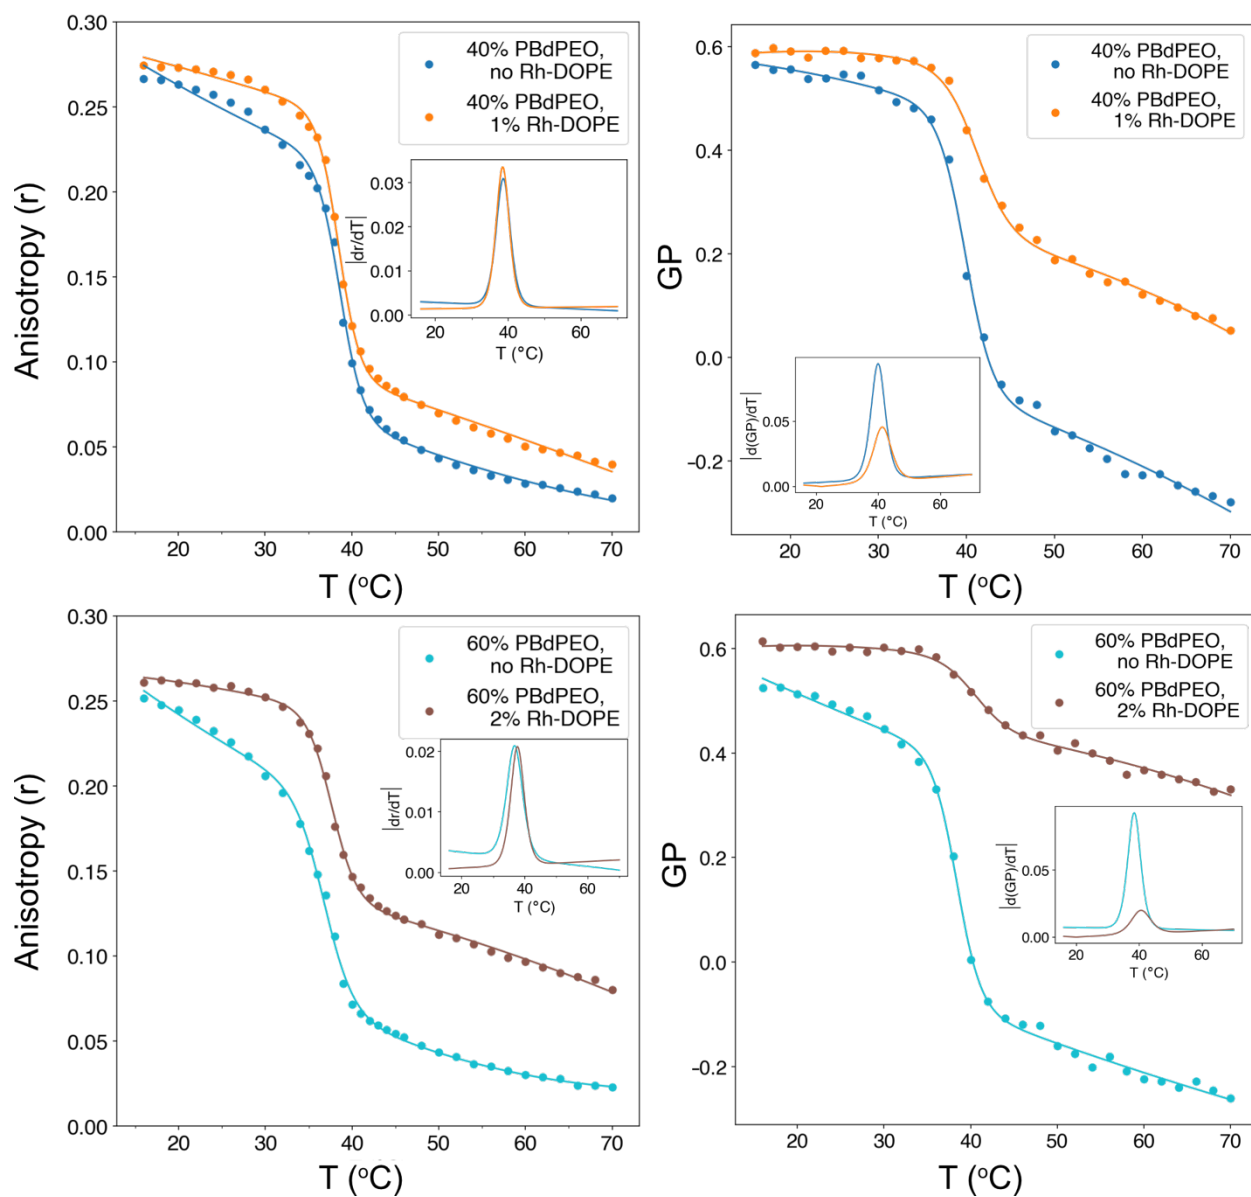 0.30
0.25
0.20
0.15
0.10
0.05
0.00
Anisotropy (r)
40% PBdPEO,
no Rh-DOPE
40% PBdPEO,
1% Rh-DOPE
0.03
0.02
0.01
0.00
|dr/dT|
20 40 60
T (°C)
20 30 40 50 60 70
T (°C)
0.6
0.4
0.2
0.0
−0.2
GP
40% PBdPEO,
no Rh-DOPE
40% PBdPEO,
1% Rh-DOPE
0.05
0.00
|d(GP)/dT|
20 40 60
T (°C)
20 30 40 50 60 70
T (°C)
0.30
0.25
0.20
0.15
0.10
0.05
0.00
Anisotropy (r)
60% PBdPEO,
no Rh-DOPE
60% PBdPEO,
2% Rh-DOPE
0.02
0.01
0.00
|dr/dT|
20 40 60
T (°C)
20 30 40 50 60 70
T (°C)
0.6
0.4
0.2
0.0
−0.2
GP
60% PBdPEO,
no Rh-DOPE
60% PBdPEO,
2% Rh-DOPE
0.05
0.00
|d(GP)/dT|
20 40 60
T (°C)
20 30 40 50 60 70
T (°C)